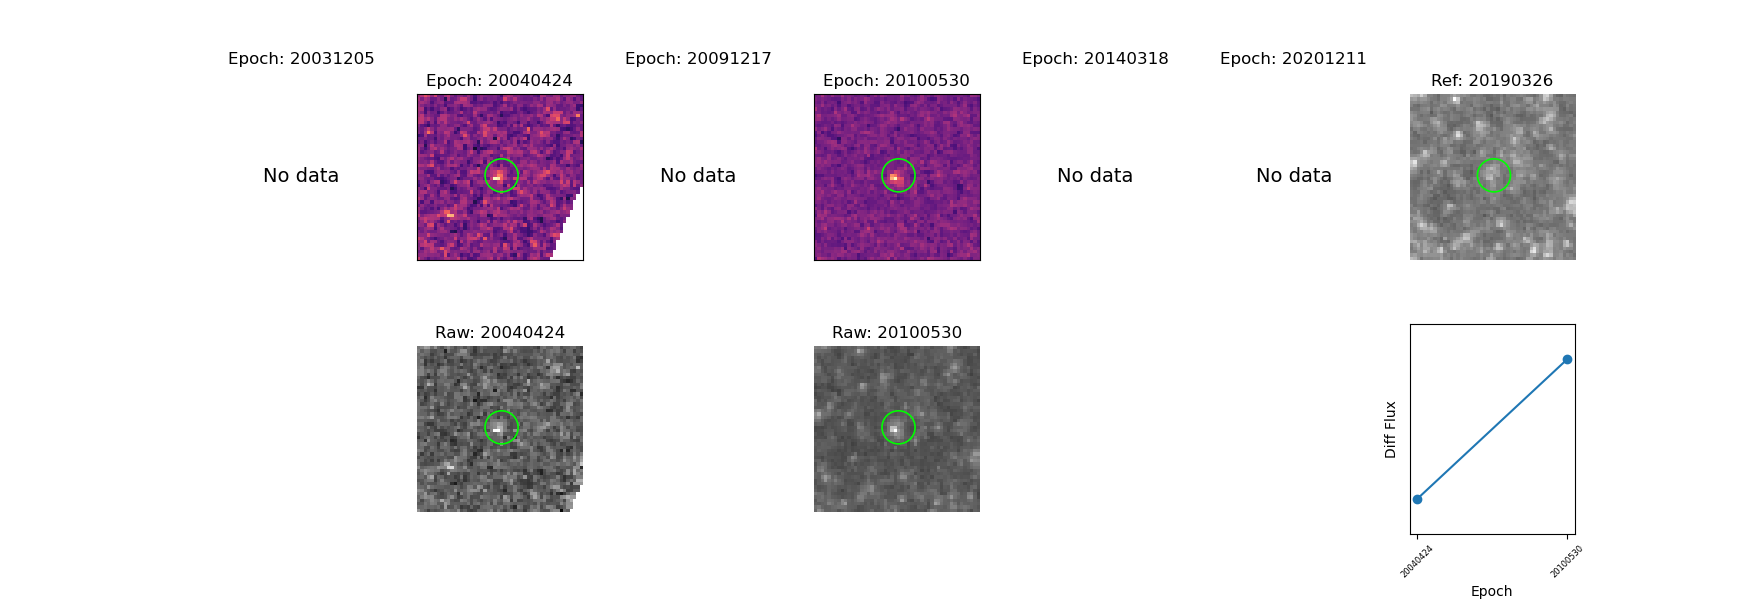 Epoch: 20031205
No data
Epoch: 20040424
Epoch: 20091217
No data
Epoch: 20100530
Epoch: 20140318
No data
Epoch: 20201211
No data
Ref: 20190326
Raw: 20040424
Raw: 20100530
Diff Flux
20040424
20100530
Epoch